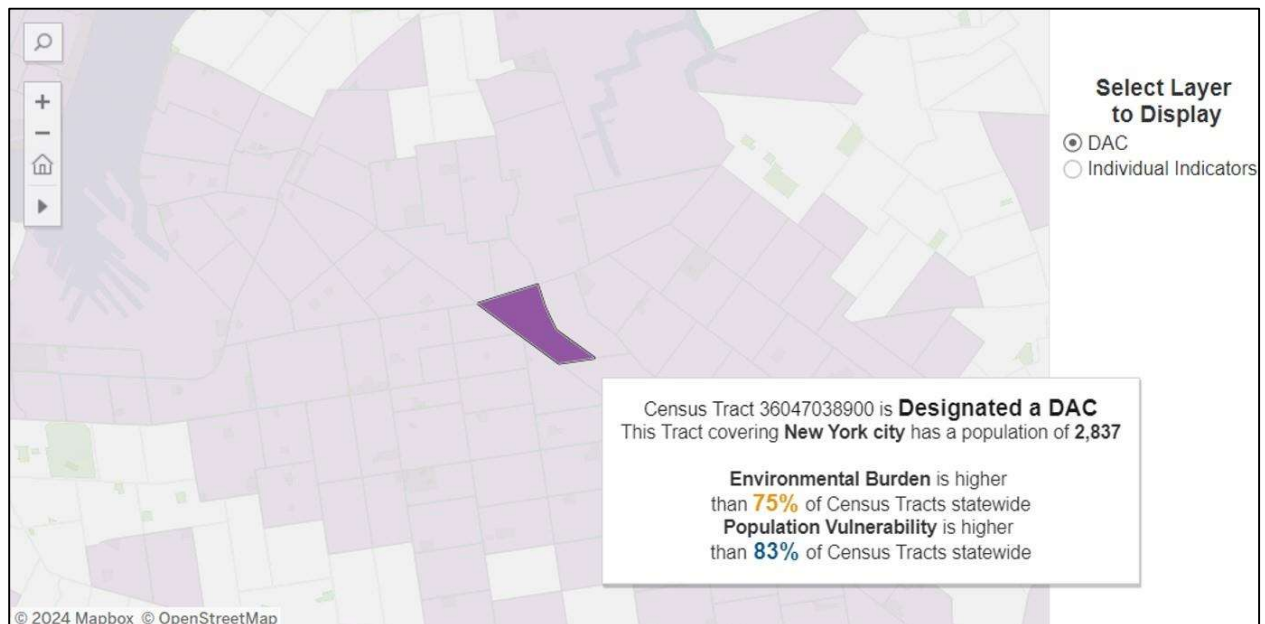 Select Layer
to Display
DAC
Individual Indicators
Census Tract 36047038900 is Designated a DAC
This Tract covering New York city has a population of 2,837
Environmental Burden is higher
than 75% of Census Tracts statewide
Population Vulnerability is higher
than 83% of Census Tracts statewide
© 2024 Mapbox © OpenStreetMap